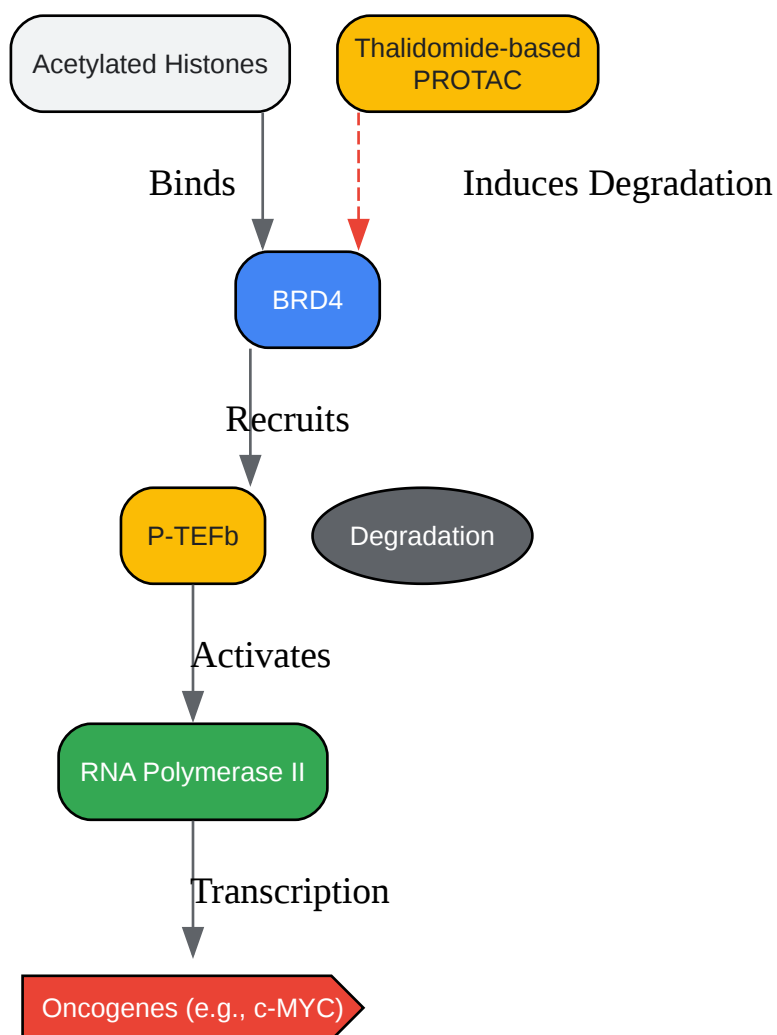 Acetylated Histones
Thalidomide-based
PROTAC
Binds
Induces Degradation
BRD4
Recruits
P-TEFb
Degradation
Activates
RNA Polymerase II
Transcription
Oncogenes (e.g., c-MYC)